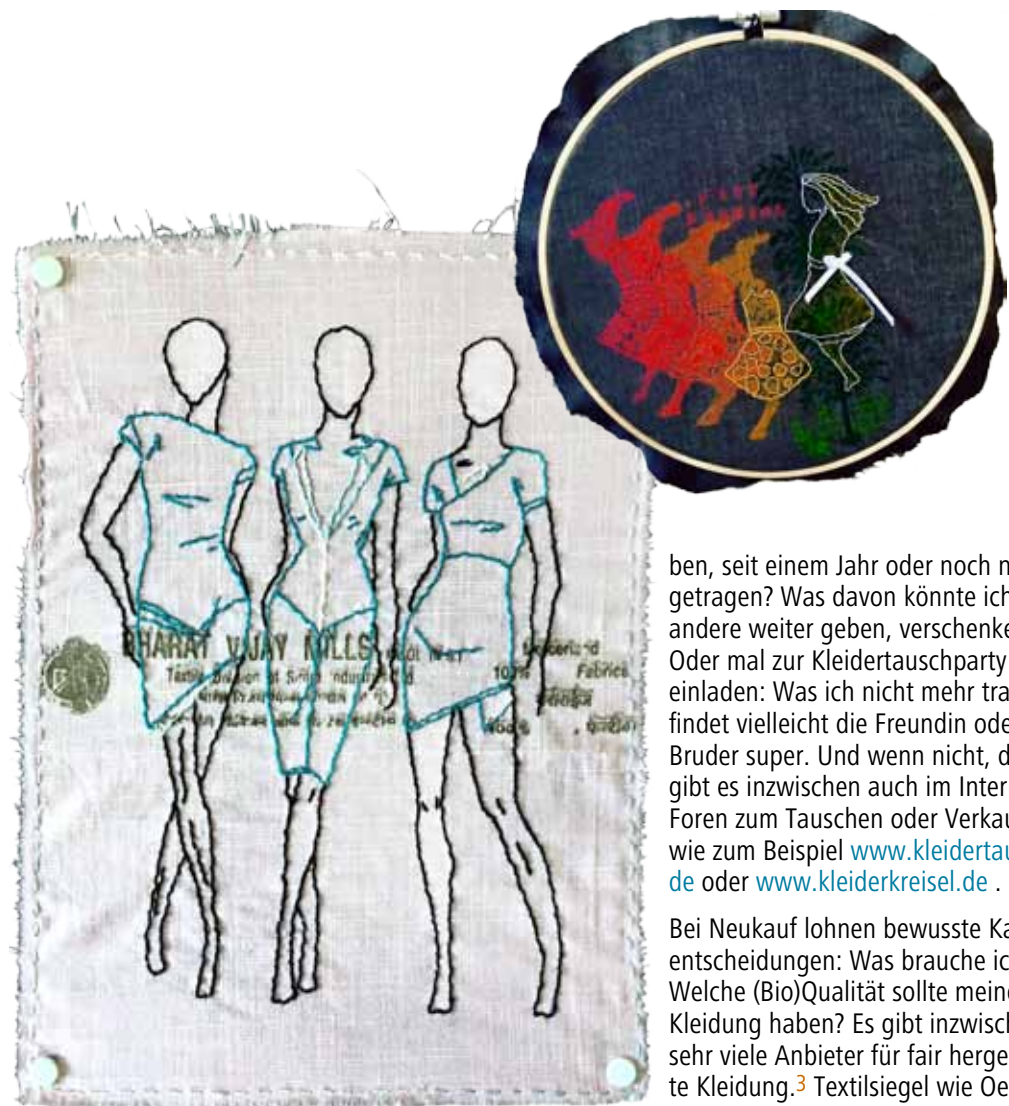 BHARAT VIJAY MILLS
Textile Division of
100%
Fabrics
ben, seit einem Jahr oder noch
getragen? Was davon könnte ich
andere weiter geben, verschenke
Oder mal zur Kleidertauschparty
einladen: Was ich nicht mehr tra
findet vielleicht die Freundin ode
Bruder super. Und wenn nicht, d
gibt es inzwischen auch im Inter
Foren zum Tauschen oder Verkau
wie zum Beispiel www.kleidertau
de oder www.kleiderkreisel.de .
Bei Neukauf lohnen bewusste Ka
entscheidungen: Was brauche ic
Welche (Bio)Qualität sollte meine
Kleidung haben? Es gibt inzwisch
sehr viele Anbieter für fair herge
te Kleidung.3 Textilsiegel wie Oe